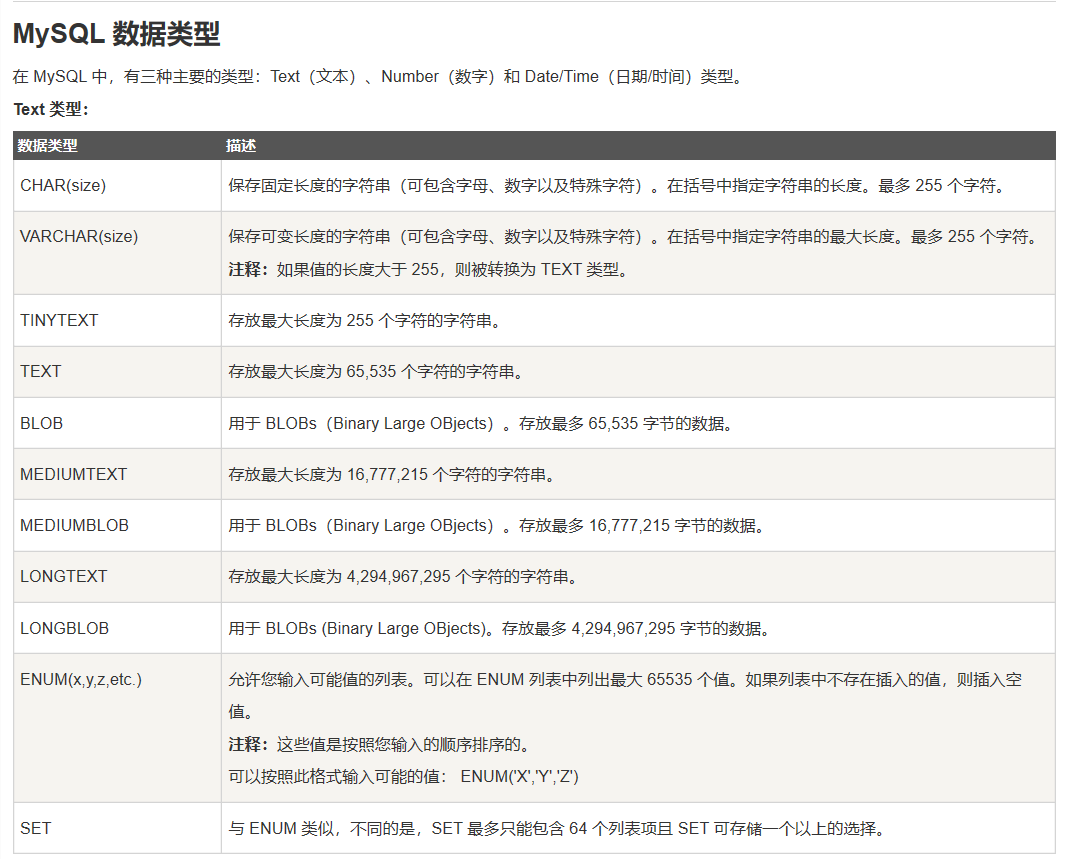 MySQL 数据类型
在 MySQL 中，有三种主要的类型：Text（文本）、Number（数字）和 Date/Time（日期/时间）类型。
Text 类型：
数据类型 描述
CHAR(size) 保存固定长度的字符串（可包含字母、数字以及特殊字符）。在括号中指定字符串的长度。最多 255 个字符。
VARCHAR(size) 保存可变长度的字符串（可包含字母、数字以及特殊字符）。在括号中指定字符串的最大长度。最多 255 个字符。
注释：如果值的长度大于 255，则被转换为 TEXT 类型。
TINYTEXT 存放最大长度为 255 个字符的字符串。
TEXT 存放最大长度为 65,535 个字符的字符串。
BLOB 用于 BLOBs（Binary Large OBjects）。存放最多 65,535 字节的数据。
MEDIUMTEXT 存放最大长度为 16,777,215 个字符的字符串。
MEDIUMBLOB 用于 BLOBs（Binary Large OBjects）。存放最多 16,777,215 字节的数据。
LONGTEXT 存放最大长度为 4,294,967,295 个字符的字符串。
LONGBLOB 用于 BLOBs (Binary Large OBjects)。存放最多 4,294,967,295 字节的数据。
ENUM(x,y,z,etc.) 允许您输入可能值的列表。可以在 ENUM 列表中列出最大 65535 个值。如果列表中不存在插入的值，则插入空
值。
注释：这些值是按照您输入的顺序排序的。
可以按照此格式输入可能的值： ENUM('X','Y','Z')
SET 与 ENUM 类似，不同的是，SET 最多只能包含 64 个列表项且 SET 可存储一个以上的选择。